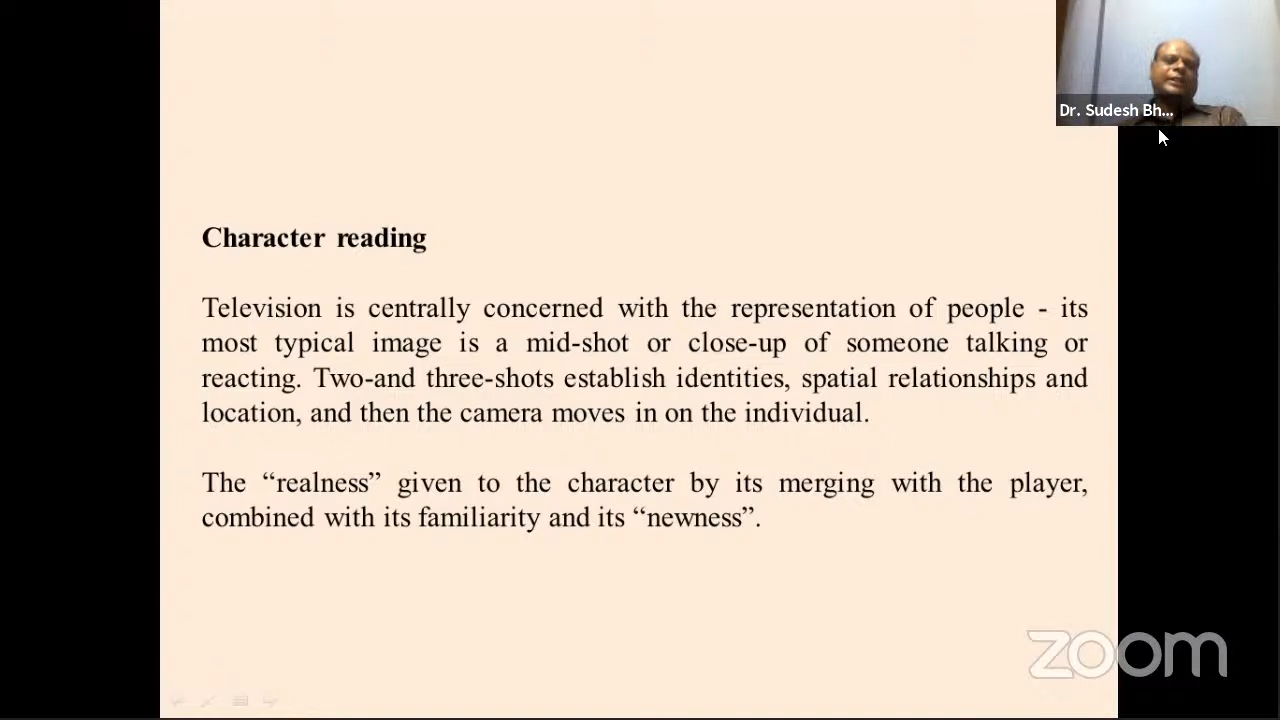 Dr. Sudesh Bh...
Character reading
Television is centrally concerned with the representation of people - its
most typical image is a mid-shot or close-up of someone talking or
reacting. Two-and three-shots establish identities, spatial relationships and
location, and then the camera moves in on the individual.
The “realness” given to the character by its merging with the player,
combined with its familiarity and its “newness”.
zoom